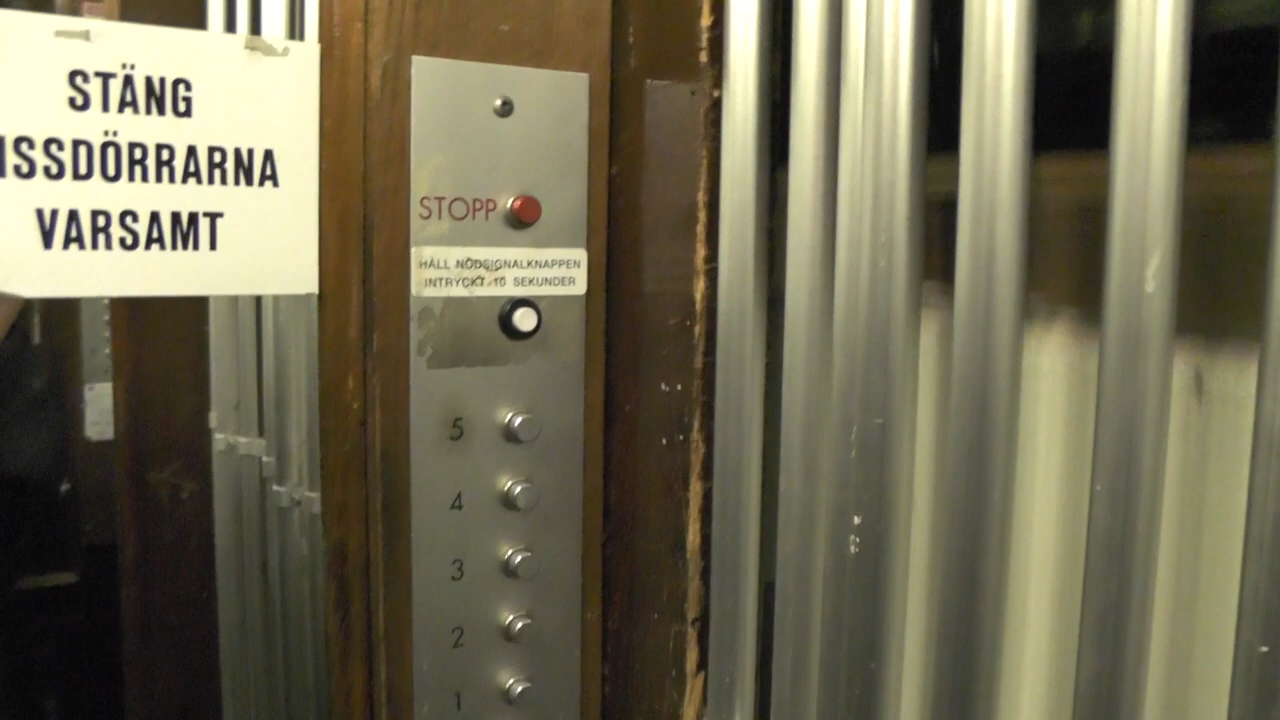 STÄNG
ISSDÖRRARNA
VARSAMT
STOPP
HÅLL NÖDSIGNALKNAPPEN
INTRYCKT 10 SEKUNDER
5
4
3
2
1